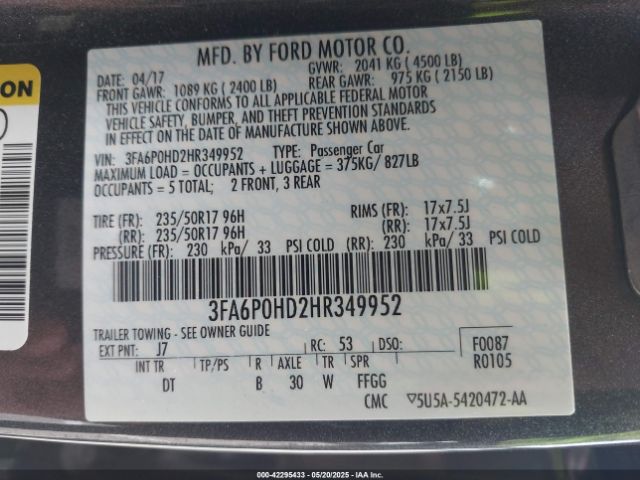 MFD. BY FORD MOTOR CO.
DATE: 04/17 GVWR: 2041 KG ( 4500 LB)
FRONT GAWR: 1089 KG ( 2400 LB) REAR GAWR: 975 KG ( 2150 LB)
THIS VEHICLE CONFORMS TO ALL APPLICABLE FEDERAL MOTOR
VEHICLE SAFETY, BUMPER, AND THEFT PREVENTION STANDARDS
IN EFFECT ON THE DATE OF MANUFACTURE SHOWN ABOVE.
VIN: 3FA6P0HD2HR349952 TYPE: Passenger Car
MAXIMUM LOAD = OCCUPANTS + LUGGAGE = 375KG/ 827LB
OCCUPANTS = 5 TOTAL; 2 FRONT, 3 REAR
TIRE (FR): 235/50R17 96H RIMS (FR): 17x7.5J
(RR): 235/50R17 96H (RR): 17x7.5J
PRESSURE (FR): 230 kPa/ 33 PSI COLD (RR): 230 kPa/ 33 PSI COLD
3FA6P0HD2HR349952
TRAILER TOWING - SEE OWNER GUIDE
EXT PNT: J7 RC: 53 DSO: F0087
R0105
INT TR TP/PS R AXLE TR SPR
DT B 30 W FFGG
CMC ▽5U5A-5420472-AA
ON
000-42295433 - 05/20/2025 - IAAI.com